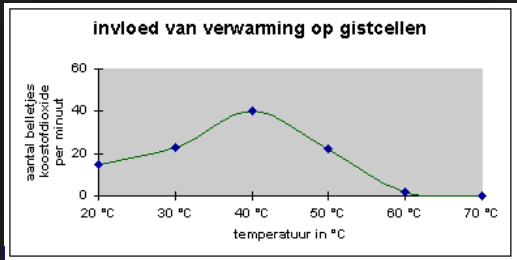 invloed van verwarming op gistcellen
aantal belletjes
koostofdioxide
per minuut
60
40
20
0
20 °C
30 °C
40 °C
50 °C
60 °C
70 °C
temperatuur in °C